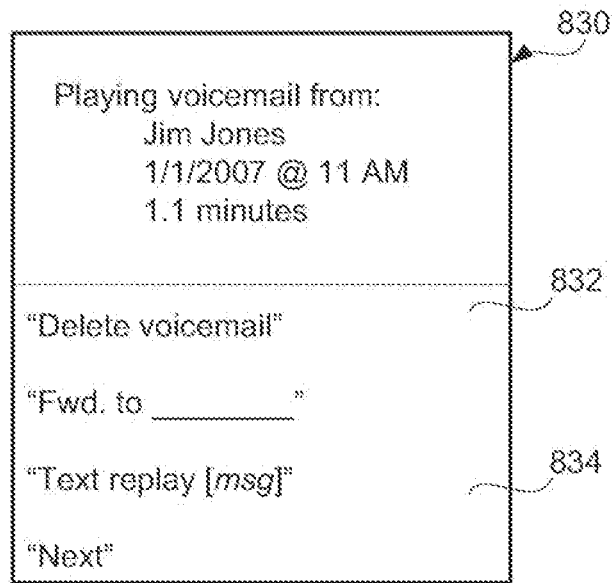 830
Playing voicemail from:
Jim Jones
1/1/2007 @ 11 AM
1.1 minutes
832
"Delete voicemail"
"Fwd. to ________"
834
"Text replay [msg]"
"Next"